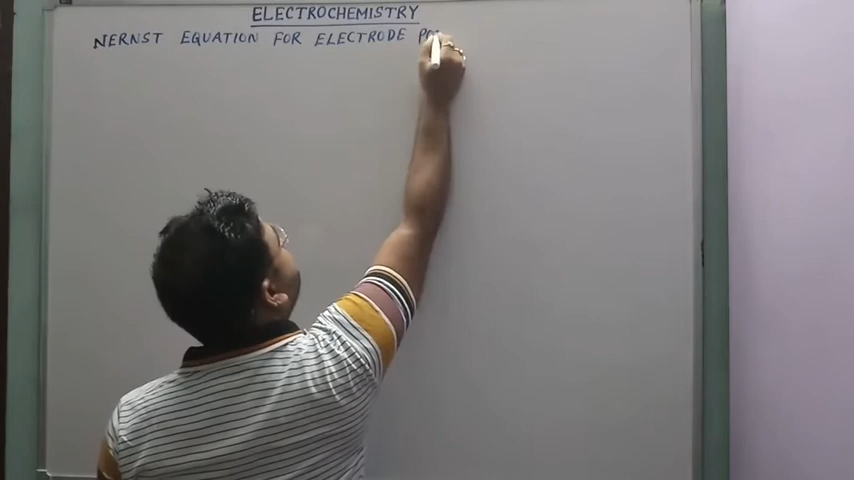 ELECTROCHEMISTRY
NERNST EQUATION FOR ELECTRODE